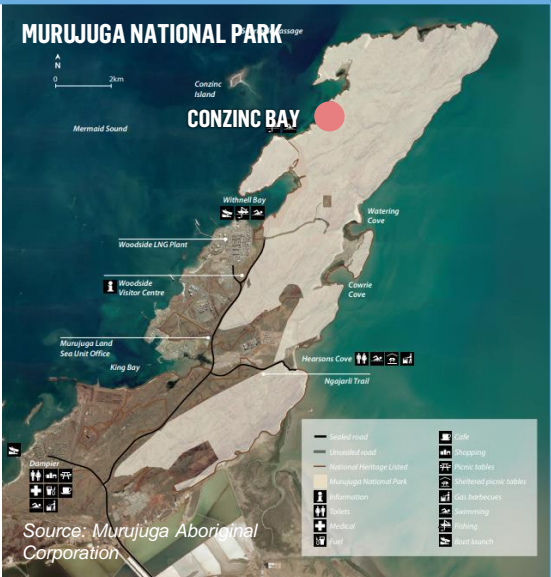 MURUJUGA NATIONAL PARK
Passage
N
0 2km
Conzinc
Island
CONZINC BAY
Mermaid Sound
Withnell Bay
Watering
Cove
Woodside LNG Plant
Woodside
Visitor Centre
Cowrie
Cove
Murujuga Land
Sea Unit Office
King Bay
Hearsons Cove
Ngajarli Trail
Dampier
Sealed road
Unsealed road
National Heritage Listed
Murujuga National Park
Information
Toilets
Medical
Fuel
Cafe
Shopping
Picnic tables
Sheltered picnic tables
Gas barbecues
Swimming
Fishing
Boat launch
Source: Murujuga Aboriginal
Corporation